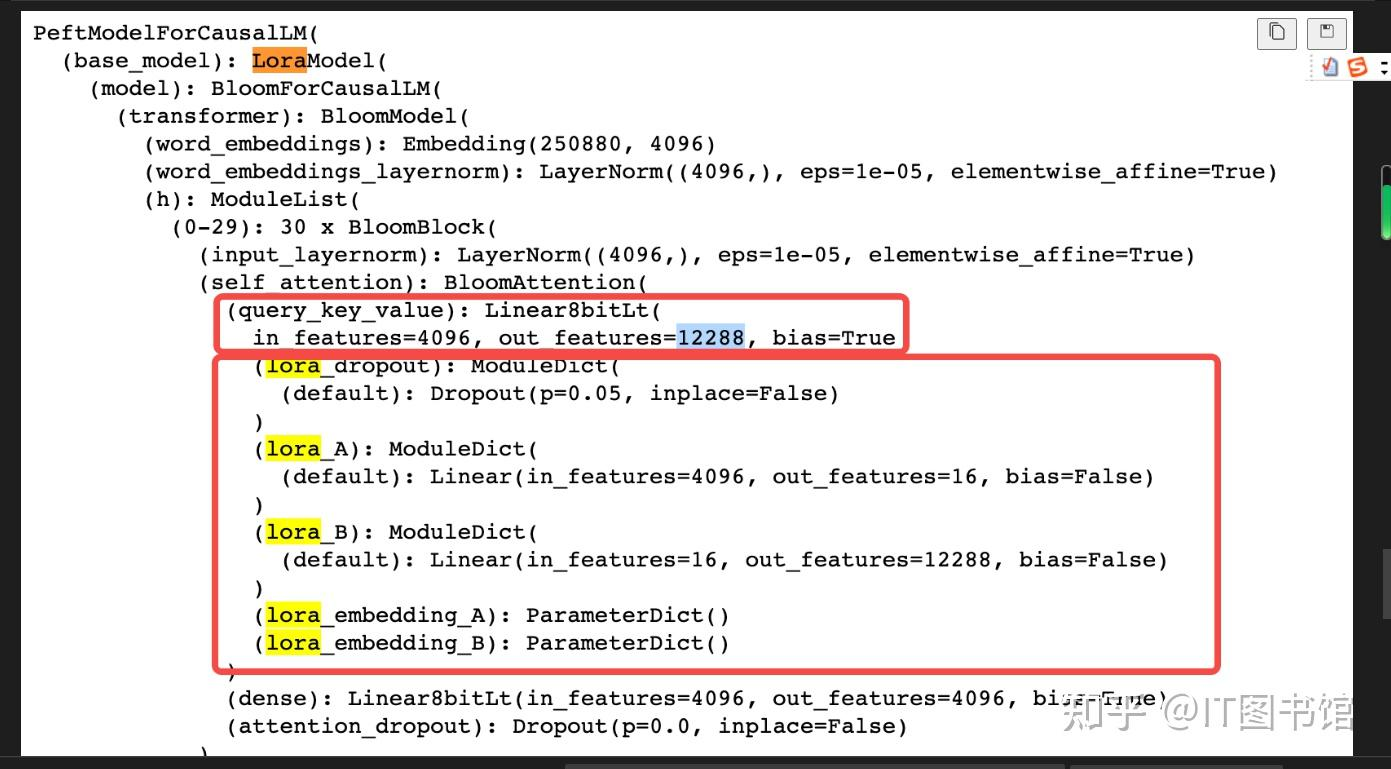 PeftModelForCausalLM(
(base_model): LoraModel(
(model): BloomForCausalLM(
(transformer): BloomModel(
(word_embeddings): Embedding(250880, 4096)
(word_embeddings_layernorm): LayerNorm((4096,), eps=1e-05, elementwise_affine=True)
(h): ModuleList(
(0-29): 30 x BloomBlock(
(input_layernorm): LayerNorm((4096,), eps=1e-05, elementwise_affine=True)
(self_attention): BloomAttention(
(query_key_value): Linear8bitLt(
in_features=4096, out_features=12288, bias=True
(lora_dropout): ModuleDict(
(default): Dropout(p=0.05, inplace=False)
)
(lora_A): ModuleDict(
(default): Linear(in_features=4096, out_features=16, bias=False)
)
(lora_B): ModuleDict(
(default): Linear(in_features=16, out_features=12288, bias=False)
)
(lora_embedding_A): ParameterDict()
(lora_embedding_B): ParameterDict()
)
(dense): Linear8bitLt(in_features=4096, out_features=4096, bias=True)
(attention_dropout): Dropout(p=0.0, inplace=False)
)
知乎 @IT图书馆